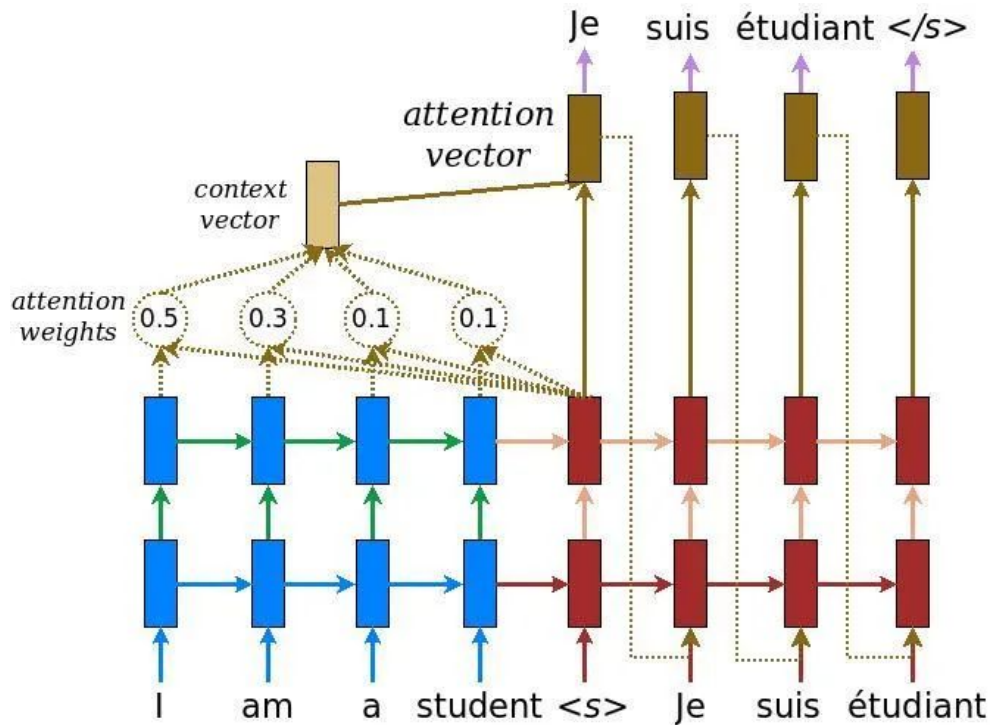 Je suis étudiant </s>
attention
vector
context
vector
attention
weights
0.5 0.3 0.1 0.1
I am a student <s> Je suis étudiant